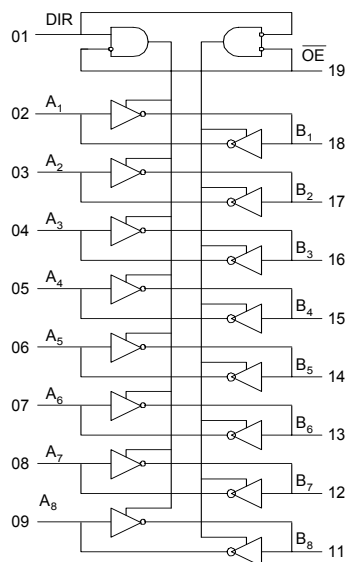 DIR
01
O̅E̅
19
02 A1
B1 18
03 A2
B2 17
04 A3
B3 16
05 A4
B4 15
06 A5
B5 14
07 A6
B6 13
08 A7
B7 12
09 A8
B8 11